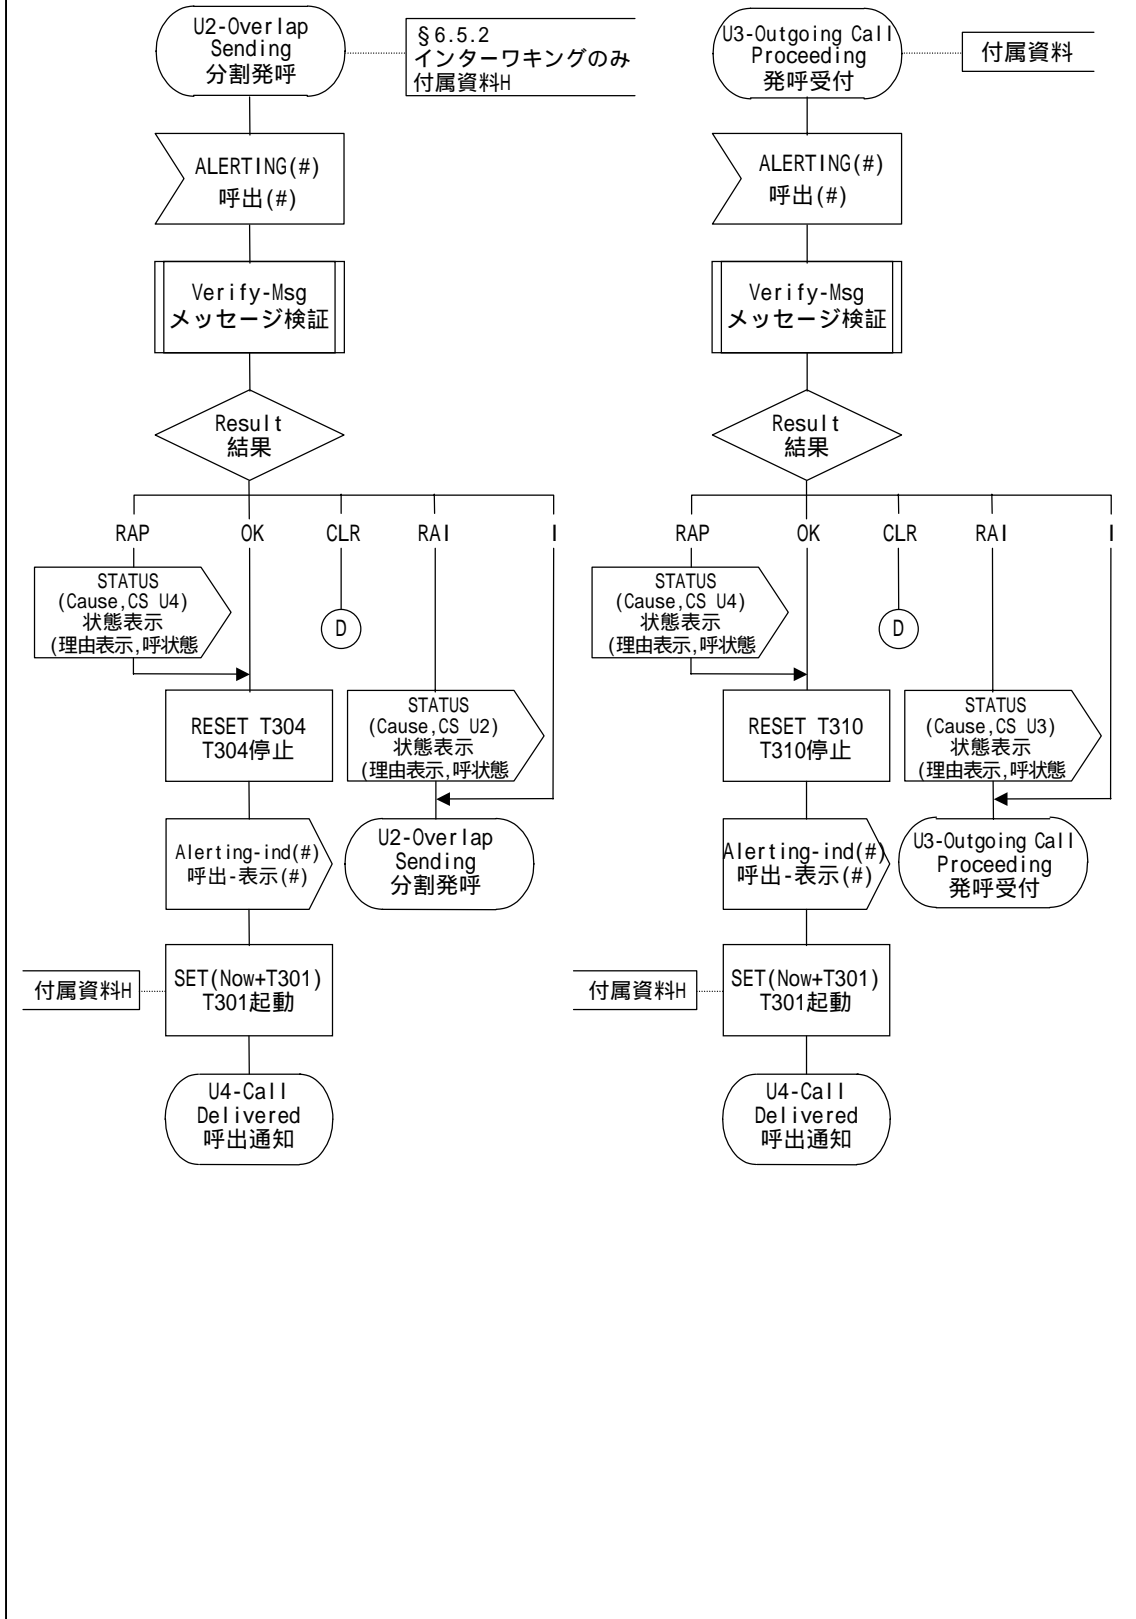 U2-Overlap
Sending
分割発呼
§6.5.2
インターワキングのみ
付属資料H
ALERTING(#)
呼出(#)
Verify-Msg
メッセージ検証
Result
結果
RAP
OK
CLR
RAI
I
STATUS
(Cause,CS U4)
状態表示
(理由表示,呼状態
D
RESET T304
T304停止
STATUS
(Cause,CS U2)
状態表示
(理由表示,呼状態
Alerting-ind(#)
呼出-表示(#)
U2-Overlap
Sending
分割発呼
付属資料H
SET(Now+T301)
T301起動
U4-Call
Delivered
呼出通知
U3-Outgoing Call
Proceeding
発呼受付
付属資料
ALERTING(#)
呼出(#)
Verify-Msg
メッセージ検証
Result
結果
RAP
OK
CLR
RAI
I
STATUS
(Cause,CS U4)
状態表示
(理由表示,呼状態
D
RESET T310
T310停止
STATUS
(Cause,CS U3)
状態表示
(理由表示,呼状態
Alerting-ind(#)
呼出-表示(#)
U3-Outgoing Call
Proceeding
発呼受付
付属資料H
SET(Now+T301)
T301起動
U4-Call
Delivered
呼出通知